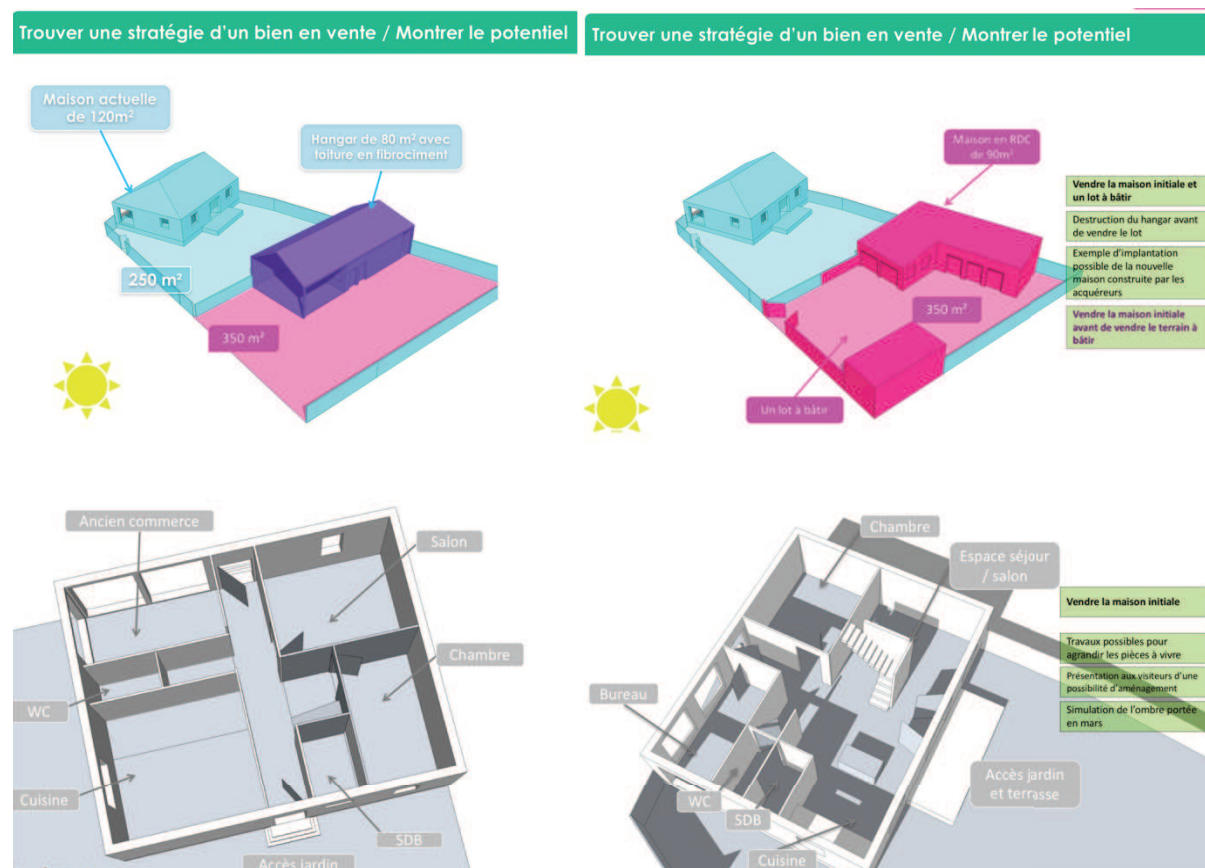 Trouver une stratégie d'un bien en vente / Montrer le potentiel
Maison actuelle
de 120m²
Hangar de 80 m² avec
toiture en fibrociment
250 m²
350 m²
Trouver une stratégie d'un bien en vente / Montrer le potentiel
Maison en RDC
de 90m²
Vendre la maison initiale et
un lot à bâtir
Destruction du hangar avant
de vendre le lot
Exemple d'implantation
possible de la nouvelle
maison construite par les
acquéreurs
Vendre la maison initiale
avant de vendre le terrain à
bâtir
350 m²
Un lot à bâtir
Ancien commerce
Salon
Chambre
WC
Cuisine
SDB
Accès jardin
Chambre
Espace séjour
/ salon
Vendre la maison initiale
Travaux possibles pour
agrandir les pièces à vivre
Présentation aux visiteurs d'une
possibilité d'aménagement
Simulation de l'ombre portée
en mars
Bureau
WC
SDB
Accès jardin
et terrasse
Cuisine